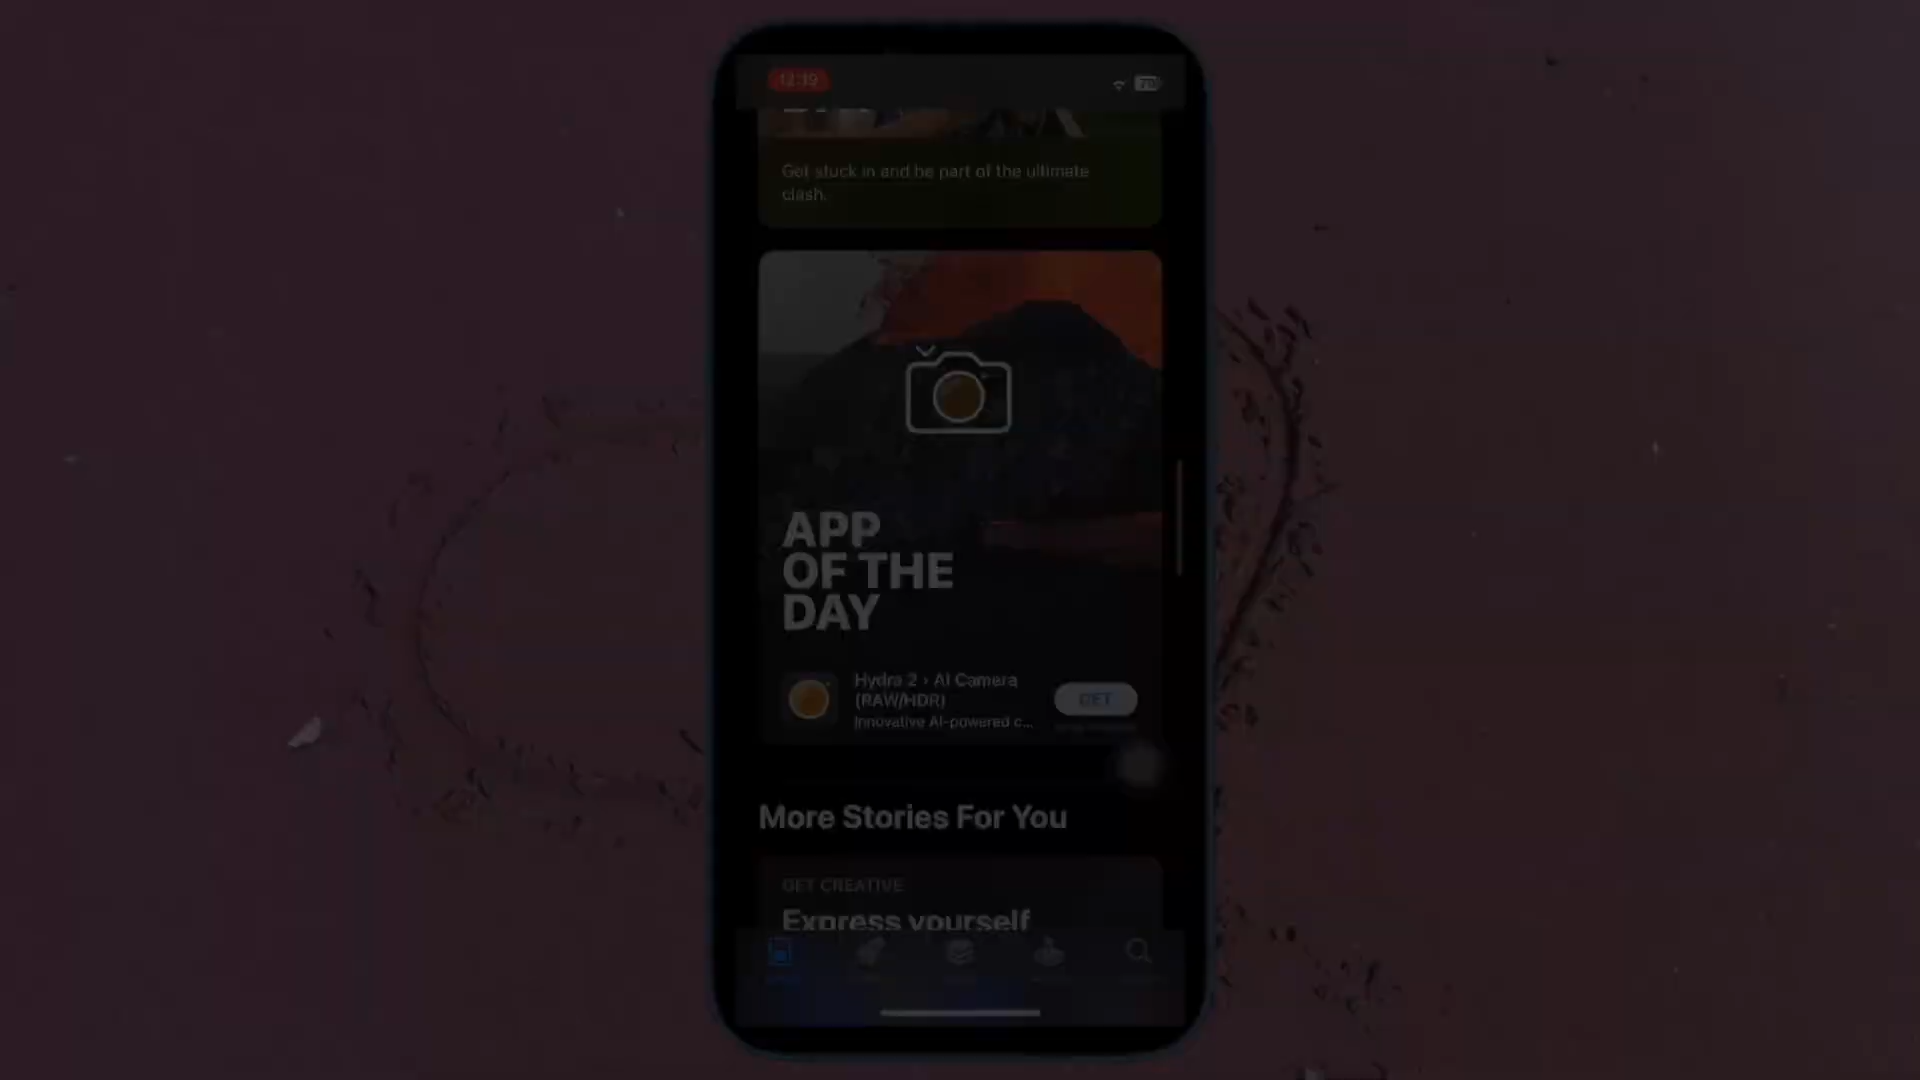 12:19
70
Get stuck in and be part of the ultimate
clash.
APP
OF THE
DAY
Hydra 2 › AI Camera
(RAW/HDR)
Innovative AI-powered c...
GET
More Stories For You
GET CREATIVE
Express yourself